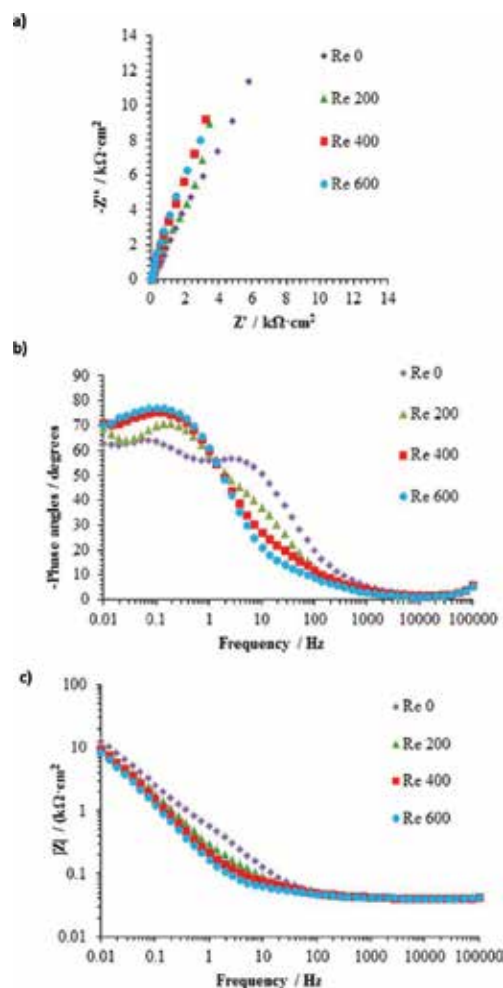 a)
14
12
10
8
6
4
2
0
-Z'' / kΩ·cm²
0 2 4 6 8 10 12 14
Z' / kΩ·cm²
Re 0
Re 200
Re 400
Re 600
b)
90
80
70
60
50
40
30
20
10
0
-Phase angles / degrees
0.01 0.1 1 10 100 1000 10000 100000
Frequency / Hz
Re 0
Re 200
Re 400
Re 600
c)
100
10
1
0.1
0.01
|Z| / (kΩ·cm²
0.01 0.1 1 10 100 1000 10000 100000
Frequency / Hz
Re 0
Re 200
Re 400
Re 600